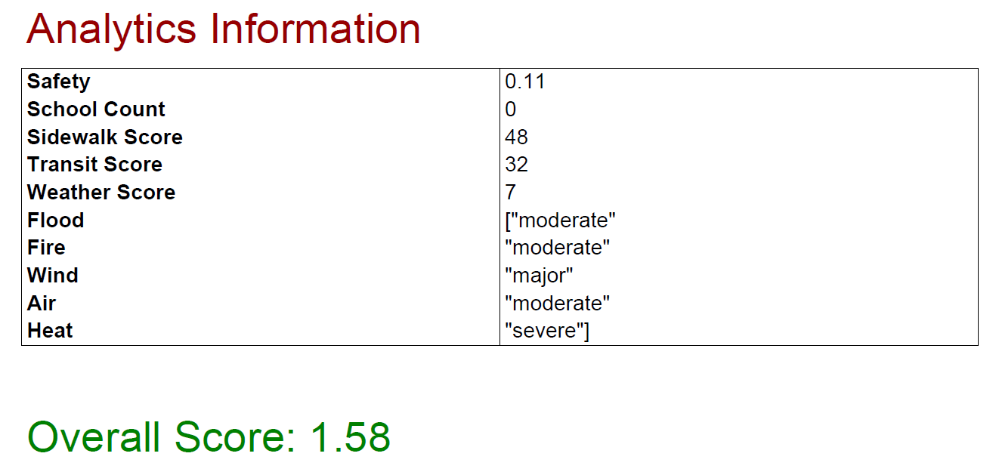 Analytics Information
Safety 0.11
School Count 0
Sidewalk Score 48
Transit Score 32
Weather Score 7
Flood ["moderate"
Fire "moderate"
Wind "major"
Air "moderate"
Heat "severe"]
Overall Score: 1.58